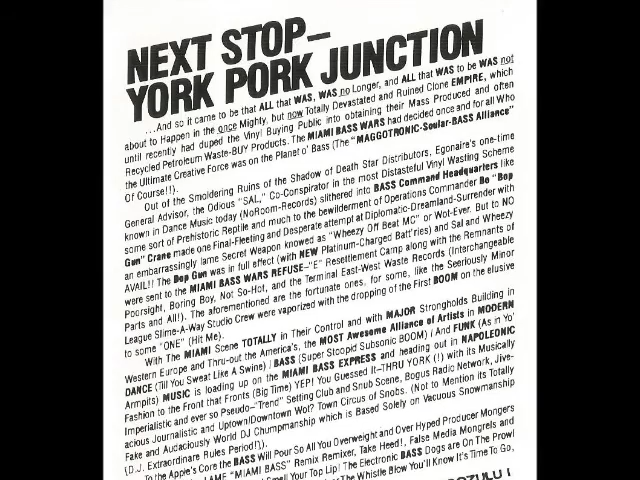 NEXT STOP–
YORK PORK JUNCTION
...And so it came to be that ALL that WAS, WAS no Longer, and ALL that WAS to be WAS not
about to Happen in the once Mighty, but now Totally Devastated and Ruined Clone EMPIRE, which
until recently had duped the Vinyl Buying Public into obtaining their Mass Produced and often
Recycled Petroleum Waste-BUY Products. The MIAMI BASS WARS had decided once and for all Who
the Ultimate Creative Force was on the Planet o' Bass (The "MAGGOTRONIC-Soular-BASS Alliance"
Of Course!!).
Out of the Smoldering Ruins of the Shadow of Death Star Distributors, Egonaire's one-time
General Advisor, the Odious "SAL," Co-Conspirator in the most Distasteful Vinyl Wasting Scheme
known in Dance Music today (NoRoom-Records) slithered into BASS Command Headquarters like
some sort of Prehistoric Reptile and much to the bewilderment of Operations Commander Bo "Bop
Gun" Crane made one Final-Fleeting and Desperate attempt at Diplomatic-Dreamland-Surrender with
an embarrassingly lame Secret Weapon knowed as "Wheezy Off Beat MC" or Wot-Ever. But to NO
AVAIL!! The Bop Gun was in full effect (with NEW Platinum-Charged Batt'ries) and Sal and Wheezy
were sent to the MIAMI BASS WARS REFUSE–"E" Resettlement Camp along with the Remnants of
Poorsight, Boring Boy, Not So-Hot, and the Terminal East-West Waste Records (Interchangeable
Parts and All!). The aforementioned are the fortunate ones, for some, like the Seeriously Minor
League Slime-A-Way Studio Crew were vaporized with the dropping of the First BOOM on the elusive
to some "ONE" (Hit Me).
With The MIAMI Scene TOTALLY in Their Control and with MAJOR Strongholds Building in
Western Europe and Thru-out the America's, the MOST Awesome Alliance of Artists in MODERN
DANCE (Till You Sweat Like A Swine) / BASS (Super Stoopid Subsonic BOOM) / And FUNK (As in Yo'
Armpits) MUSIC is loading up on the MIAMI BASS EXPRESS and heading out in NAPOLEONIC
Fashion to the Front that Fronts (Big Time) YEP! You Guessed It–THRU YORK (!) with its Musically
Imperialistic and ever so Pseudo–"Trend" Setting Club and Snub Scene, Bogus Radio Network, Jive-
acious Journalistic and Uptown/Downtown Wol? Town Circus of Snobs. (Not to Mention its Totally
Fake and Audaciously World DJ Chumpmanship which is Based Solely on Vacuous Snowmanship
[D.J. Extraordinare Rules Period!],).
To the Apple's Core the BASS Will Pour So All You Overweight and Over Hyped Producer Mongers
LAME "MIAMI BASS" Remix Remixer, Take Heed!, False Media Mongrels and
Smell Your Top Lip! The Electronic BASS Dogs are On The Prowl
The Whistle Blow You'll Know It's Time To Go,